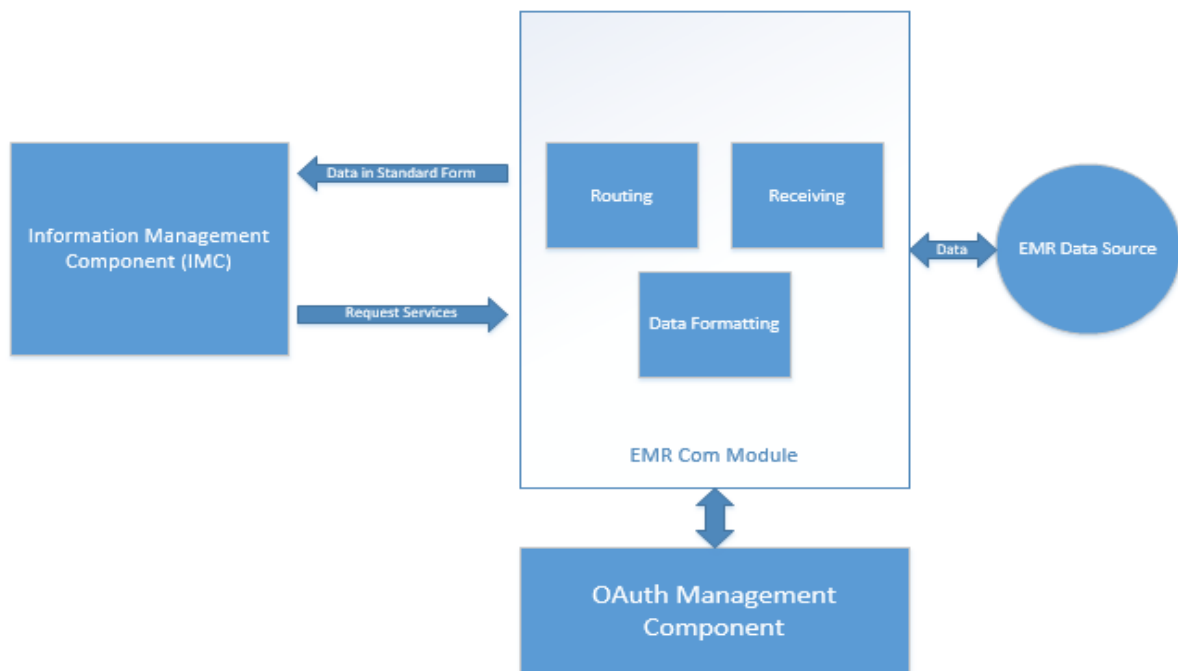 Data in Standard Form
Routing
Receiving
Information Management
Component (IMC)
Data
EMR Data Source
Request Services
Data Formatting
EMR Com Module
OAuth Management
Component